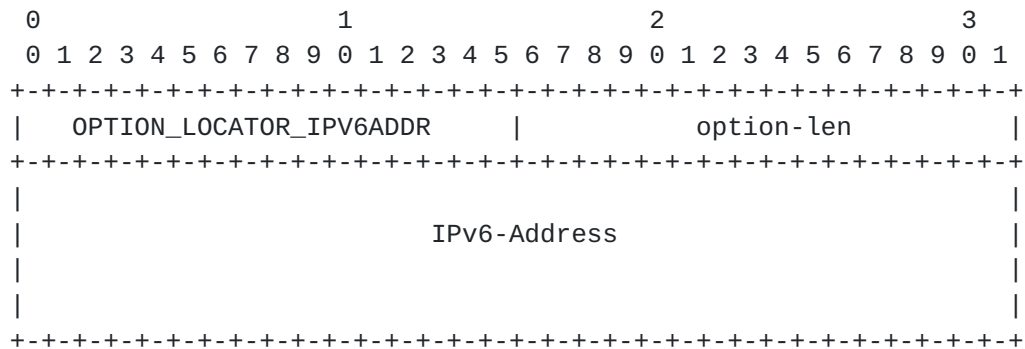 0                   1                   2                   3
 0 1 2 3 4 5 6 7 8 9 0 1 2 3 4 5 6 7 8 9 0 1 2 3 4 5 6 7 8 9 0 1
+-+-+-+-+-+-+-+-+-+-+-+-+-+-+-+-+-+-+-+-+-+-+-+-+-+-+-+-+-+-+-+-+
|   OPTION_LOCATOR_IPV6ADDR     |           option-len          |
+-+-+-+-+-+-+-+-+-+-+-+-+-+-+-+-+-+-+-+-+-+-+-+-+-+-+-+-+-+-+-+-+
|                                                               |
|                          IPv6-Address                         |
|                                                               |
|                                                               |
+-+-+-+-+-+-+-+-+-+-+-+-+-+-+-+-+-+-+-+-+-+-+-+-+-+-+-+-+-+-+-+-+